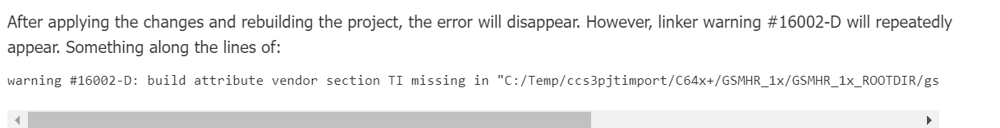 After applying the changes and rebuilding the project, the error will disappear. However, linker warning #16002-D will repeatedly
appear. Something along the lines of:
warning #16002-D: build attribute vendor section TI missing in "C:/Temp/ccs3pjtimport/C64x+/GSMHR_1x/GSMHR_1x_ROOTDIR/gs